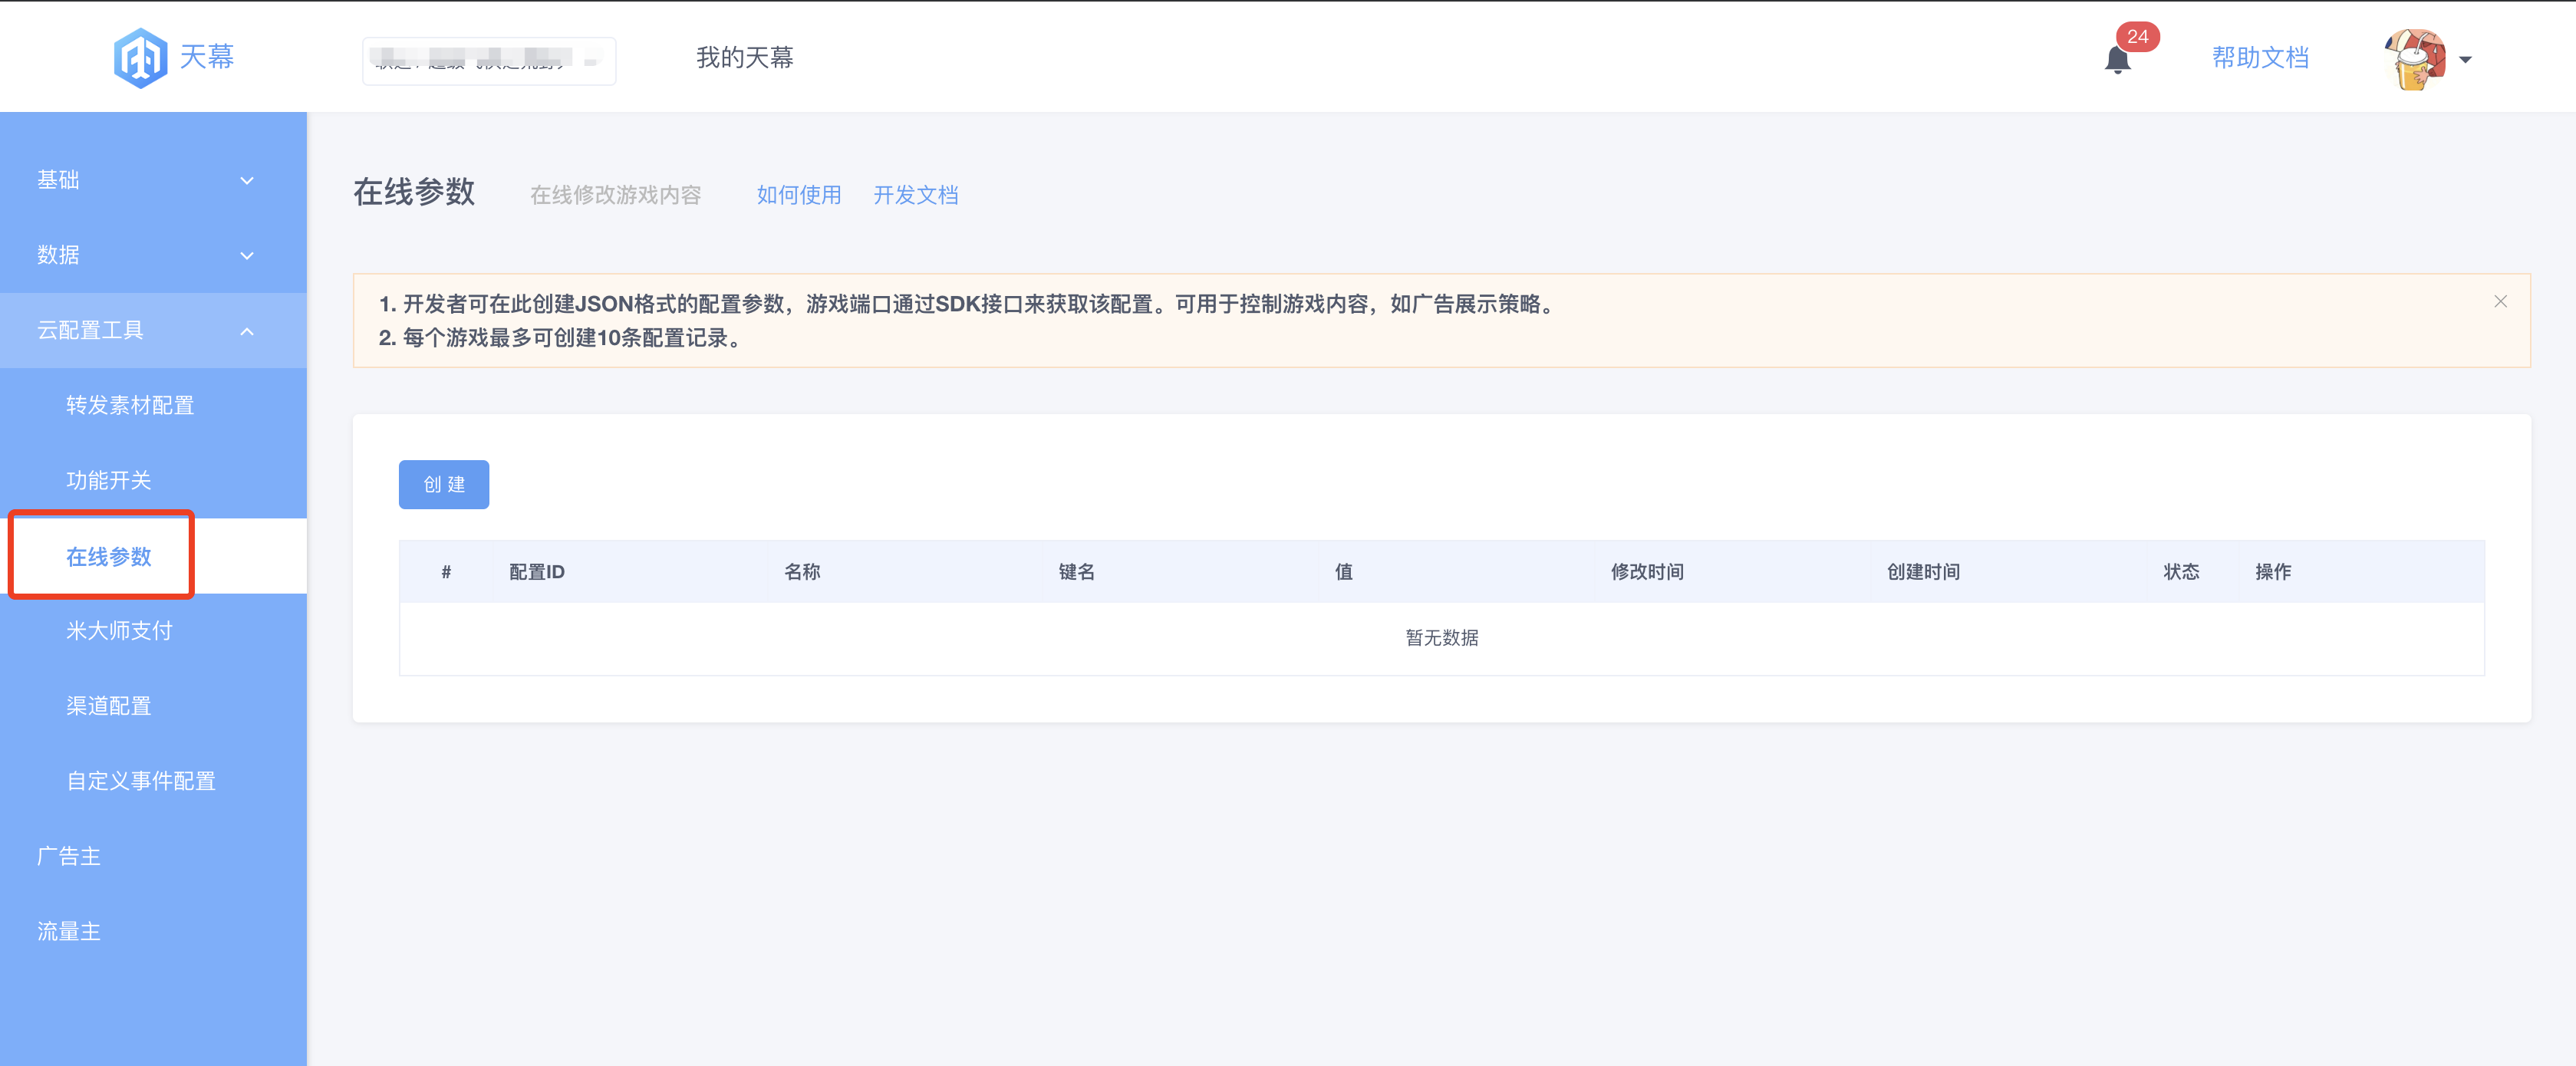 天幕
我的天幕
24
帮助文档
基础
数据
云配置工具
转发素材配置
功能开关
在线参数
米大师支付
渠道配置
自定义事件配置
广告主
流量主
在线参数 在线修改游戏内容 如何使用 开发文档
1. 开发者可在此创建JSON格式的配置参数，游戏端口通过SDK接口来获取该配置。可用于控制游戏内容，如广告展示策略。
2. 每个游戏最多可创建10条配置记录。
创 建
# 配置ID 名称 键名 值 修改时间 创建时间 状态 操作
暂无数据